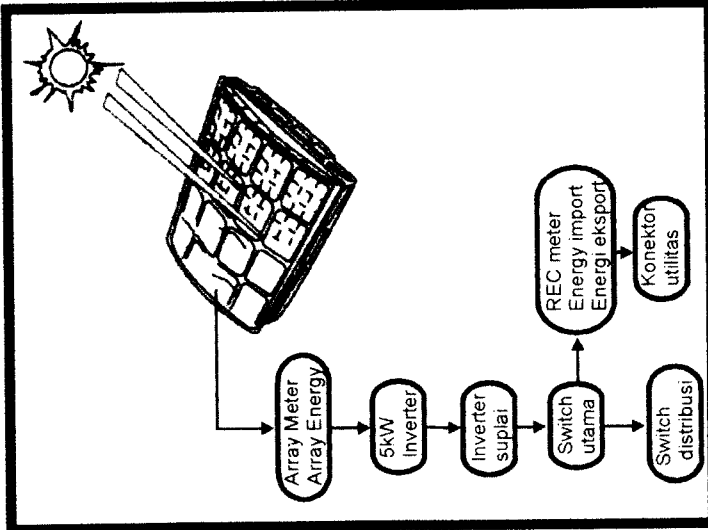 Array Meter
Array Energy
5kW
Inverter
Inverter
suplai
Switch
utama
Switch
distribusi
REC meter
Energy import
Energi eksport
Konektor
utilitas